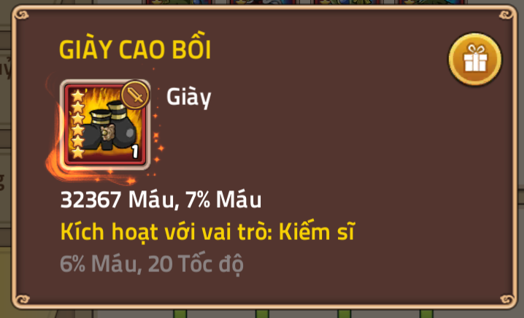 GIÀY CAO BỒI
Giày
1
32367 Máu, 7% Máu
Kích hoạt với vai trò: Kiếm sĩ
6% Máu, 20 Tốc độ